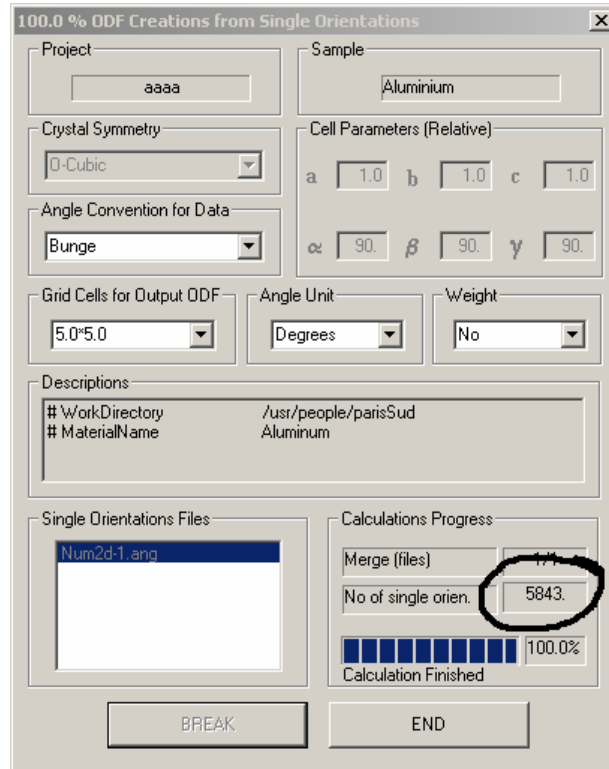 100.0 % ODF Creations from Single Orientations
Project
aaaa
Sample
Aluminium
Crystal Symmetry
O-Cubic
Cell Parameters (Relative)
a 1.0 b 1.0 c 1.0
α 90. β 90. γ 90.
Angle Convention for Data
Bunge
Grid Cells for Output ODF
5.0*5.0
Angle Unit
Degrees
Weight
No
Descriptions
# WorkDirectory /usr/people/parisSud
# MaterialName Aluminum
Single Orientations Files
Num2d-1.ang
Calculations Progress
Merge (files) 1/1
No of single orien. 5843.
100.0%
Calculation Finished
BREAK
END